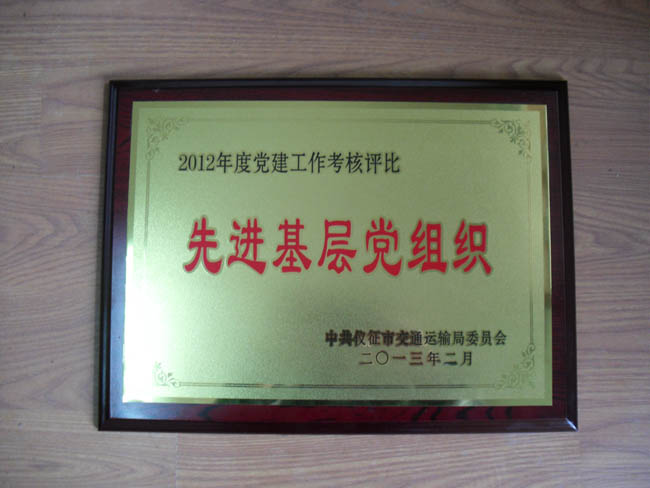 2012年度党建工作考核评比
先进基层党组织
中共仪征市交通运输局委员会
二〇一三年二月